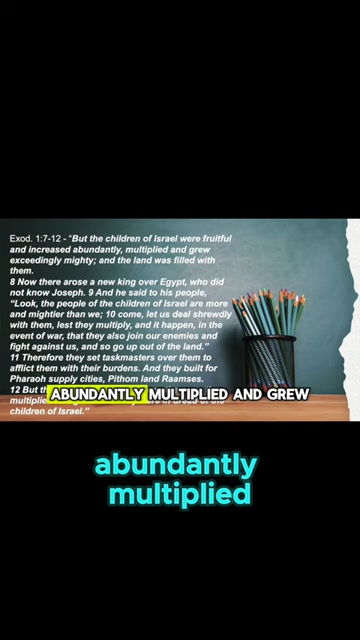 Exod. 1:7-12 - "But the children of Israel were fruitful
and increased abundantly, multiplied and grew
exceedingly mighty; and the land was filled with
them.
8 Now there arose a new king over Egypt, who did
not know Joseph. 9 And he said to his people,
"Look, the people of the children of Israel are more
and mightier than we; 10 come, let us deal shrewdly
with them, lest they multiply, and it happen, in the
event of war, that they also join our enemies and
fight against us, and so go up out of the land."
11 Therefore they set taskmasters over them to
afflict them with their burdens. And they built for
Pharaoh supply cities, Pithom land Raamses.
12 But
ABUNDANTLY MULTIPLIED AND GREW
children of Israel."
abundantly
multiplied